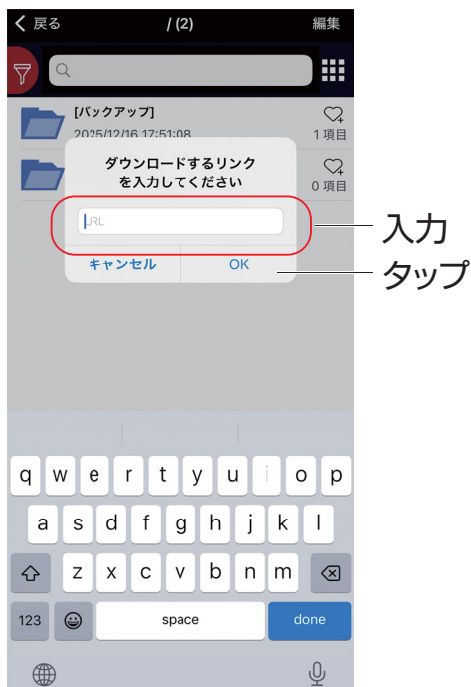 戻る / (2) 編集
[バックアップ]
2025/12/16 17:51:08
1 項目
0 項目
ダウンロードするリンク
を入力してください
URL
キャンセル OK
入力
タップ
q w e r t y u i o p
a s d f g h j k l
z x c v b n m
123 space done